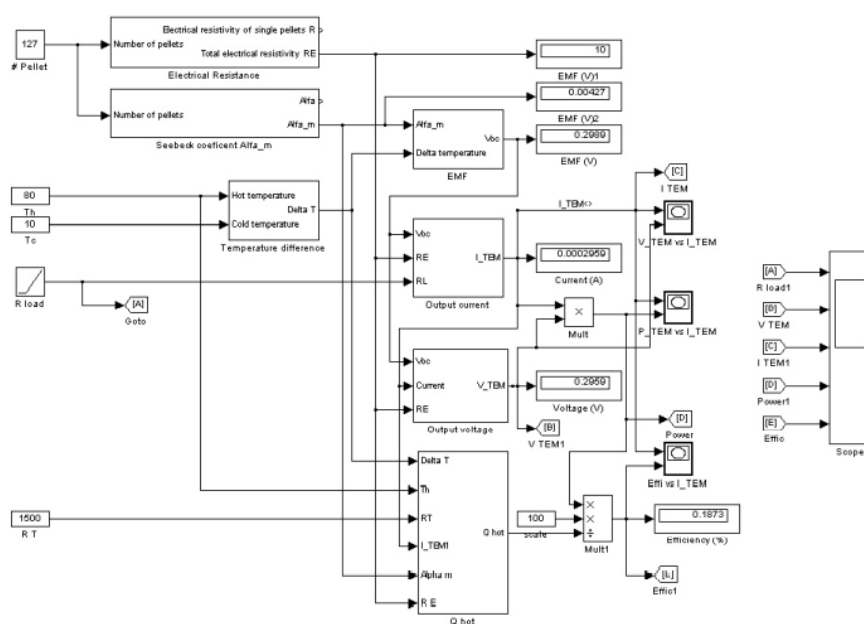 127
# Pellet
Number of pellets
Electrical resistivity of single pellets R
Total electrical resistivity RE
Electrical Resistance
Number of pellets
Alfa
Alfa_m
Seebeck coeficent Alfa_m
10
EMF (V)1
0.00427
EMF (V)2
0.2989
EMF (V)
Alfa_m
Delta temperature
Voc
EMF
80
Th
10
Tc
Hot temperature
Cold temperature
Delta T
Temperature difference
R load
[A]
Goto
Voc
RE
RL
I_TEM
Output current
I_TEM<>
[C]
I TEM
V_TEM vs I_TEM
0.0002959
Current (A)
×
Mult
P_TEM vs I_TEM
Voc
Current
RE
V_TEM
Output voltage
0.2959
Voltage (V)
[B]
V TEM1
[D]
Power
Effi vs I_TEM
1500
R T
Delta T
Th
RT
I_TEM1
Alpha m
R E
Q hot
Q hot
100
scale
×
×
÷
Mult1
0.1873
Efficiency (%)
[E]
Effic1
[A]
R load1
V TEM
[C]
I TEM1
[D]
Power1
[E]
Effic
Scope